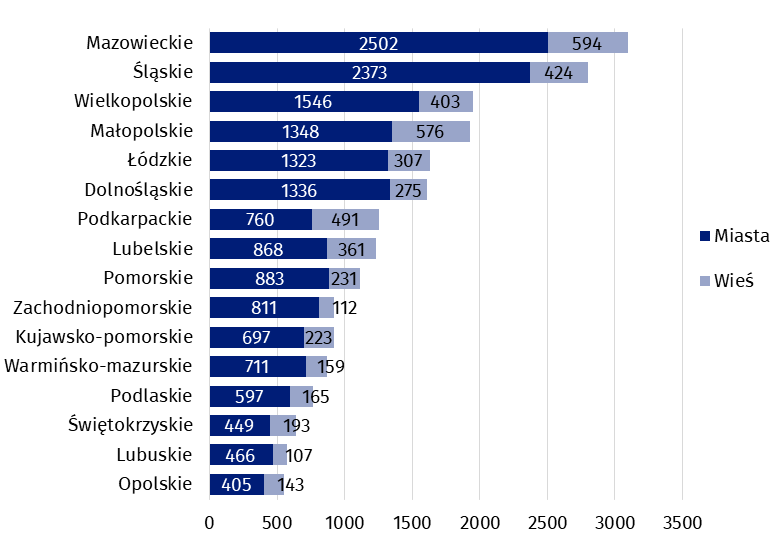 Mazowieckie 2502 594
Śląskie 2373 424
Wielkopolskie 1546 403
Małopolskie 1348 576
Łódzkie 1323 307
Dolnośląskie 1336 275
Podkarpackie 760 491
Lubelskie 868 361
Pomorskie 883 231
Zachodniopomorskie 811 112
Kujawsko-pomorskie 697 223
Warmińsko-mazurskie 711 159
Podlaskie 597 165
Świętokrzyskie 449 193
Lubuskie 466 107
Opolskie 405 143
0 500 1000 1500 2000 2500 3000 3500
Miasta
Wieś